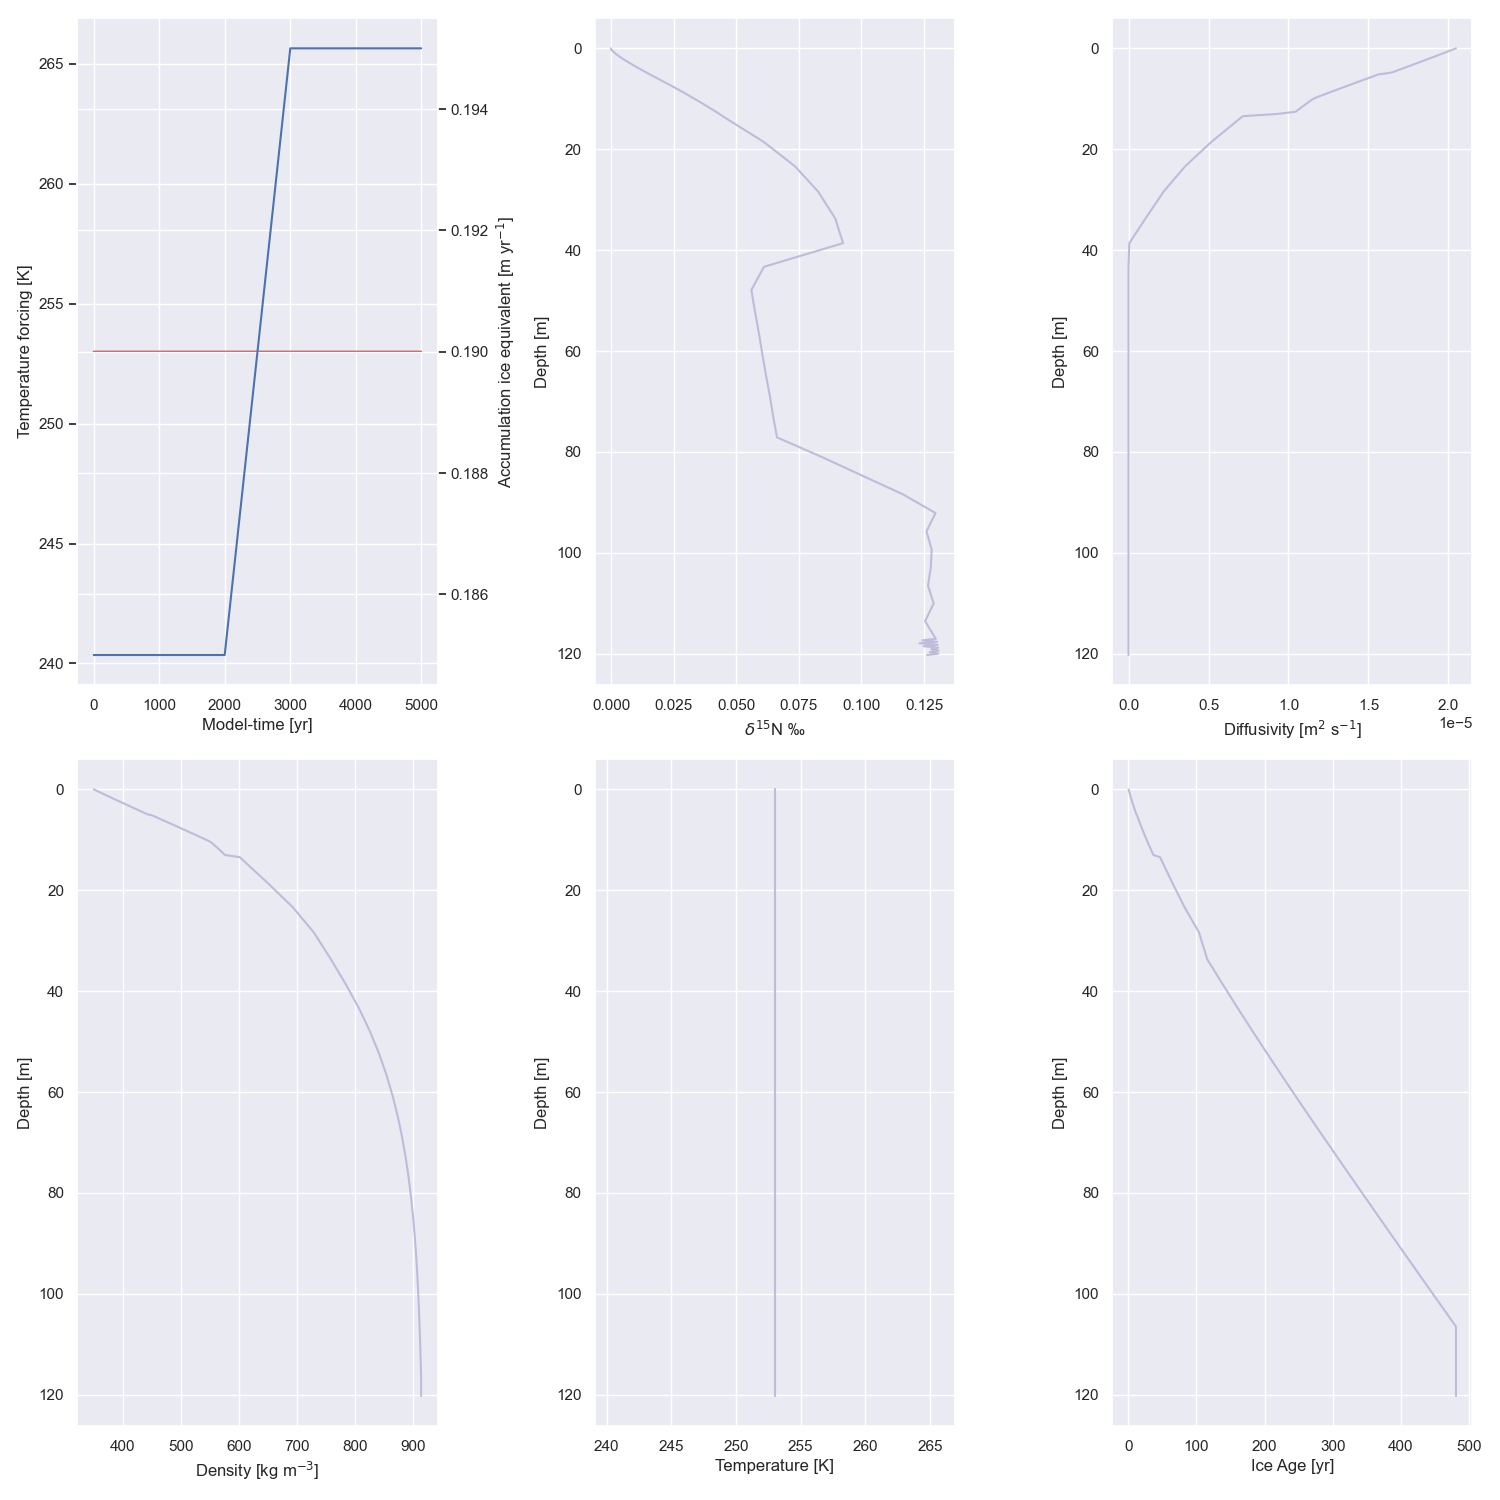 265
260
255
250
245
240
Temperature forcing [K]
0 1000 2000 3000 4000 5000
Model-time [yr]
0.194
0.192
0.190
0.188
0.186
Accumulation ice equivalent [m yr⁻¹]
0
20
40
60
80
100
120
Depth [m]
0.000 0.025 0.050 0.075 0.100 0.125
δ¹⁵N ‰
0
20
40
60
80
100
120
Depth [m]
0.0 0.5 1.0 1.5 2.0
1e−5
Diffusivity [m² s⁻¹]
0
20
40
60
80
100
120
Depth [m]
400 500 600 700 800 900
Density [kg m⁻³]
0
20
40
60
80
100
120
Depth [m]
240 245 250 255 260 265
Temperature [K]
0
20
40
60
80
100
120
Depth [m]
0 100 200 300 400 500
Ice Age [yr]